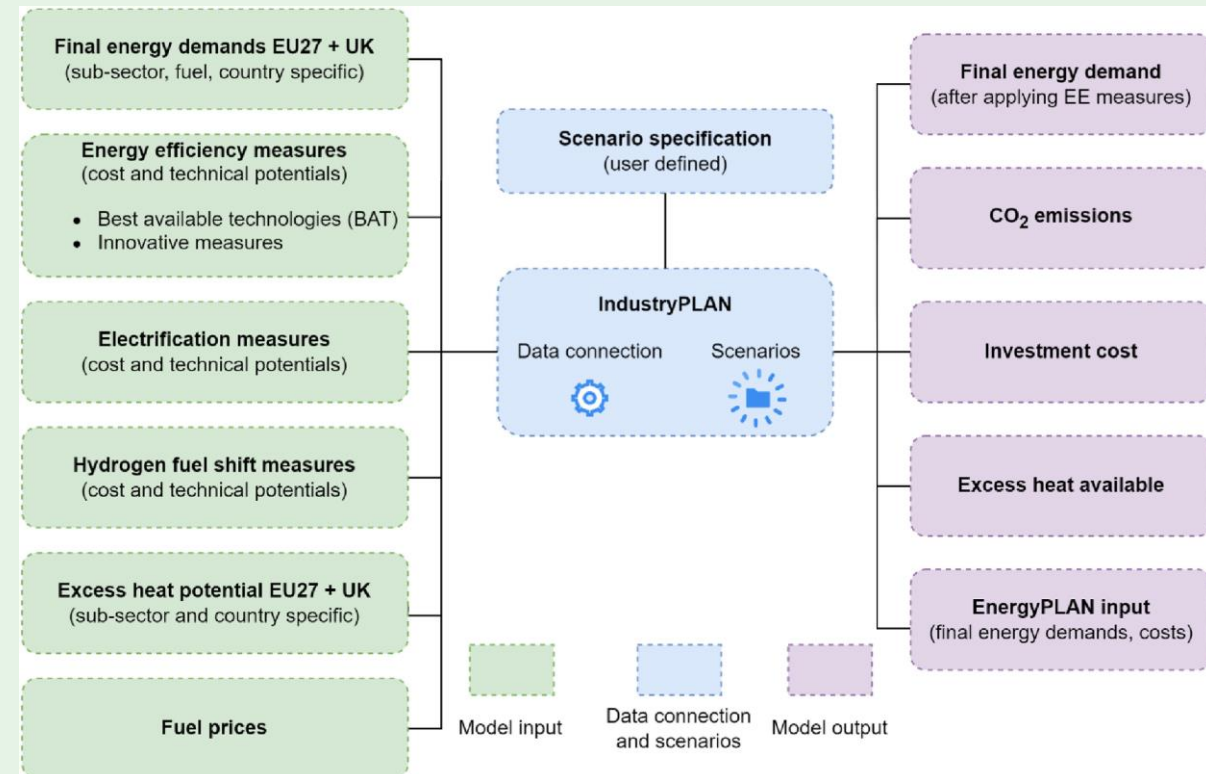 Final energy demands EU27 + UK
(sub-sector, fuel, country specific)
Energy efficiency measures
(cost and technical potentials)
• Best available technologies (BAT)
• Innovative measures
Electrification measures
(cost and technical potentials)
Hydrogen fuel shift measures
(cost and technical potentials)
Excess heat potential EU27 + UK
(sub-sector and country specific)
Fuel prices
Scenario specification
(user defined)
IndustryPLAN
Data connection
Scenarios
Final energy demand
(after applying EE measures)
CO₂ emissions
Investment cost
Excess heat available
EnergyPLAN input
(final energy demands, costs)
Model input
Data connection
and scenarios
Model output